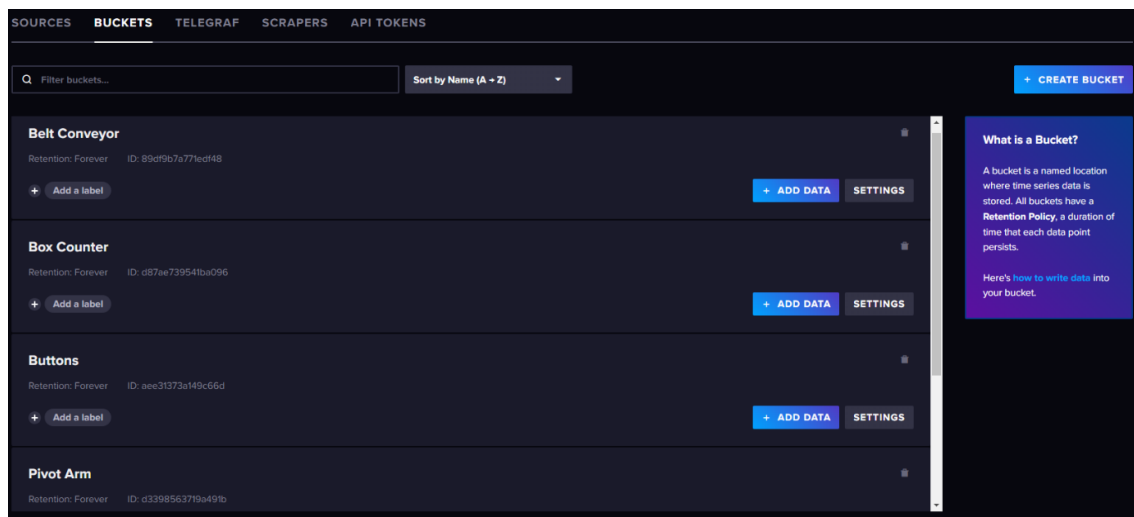 SOURCES BUCKETS TELEGRAF SCRAPERS API TOKENS
Filter buckets...
Sort by Name (A → Z)
+ CREATE BUCKET
Belt Conveyor
Retention: Forever ID: 89df9b7a771edf48
+ Add a label
+ ADD DATA SETTINGS
Box Counter
Retention: Forever ID: d87ae739541ba096
+ Add a label
+ ADD DATA SETTINGS
Buttons
Retention: Forever ID: aee31373a149c66d
+ Add a label
+ ADD DATA SETTINGS
Pivot Arm
Retention: Forever ID: d3398563719a491b
What is a Bucket?
A bucket is a named location
where time series data is
stored. All buckets have a
Retention Policy, a duration of
time that each data point
persists.
Here's how to write data into
your bucket.